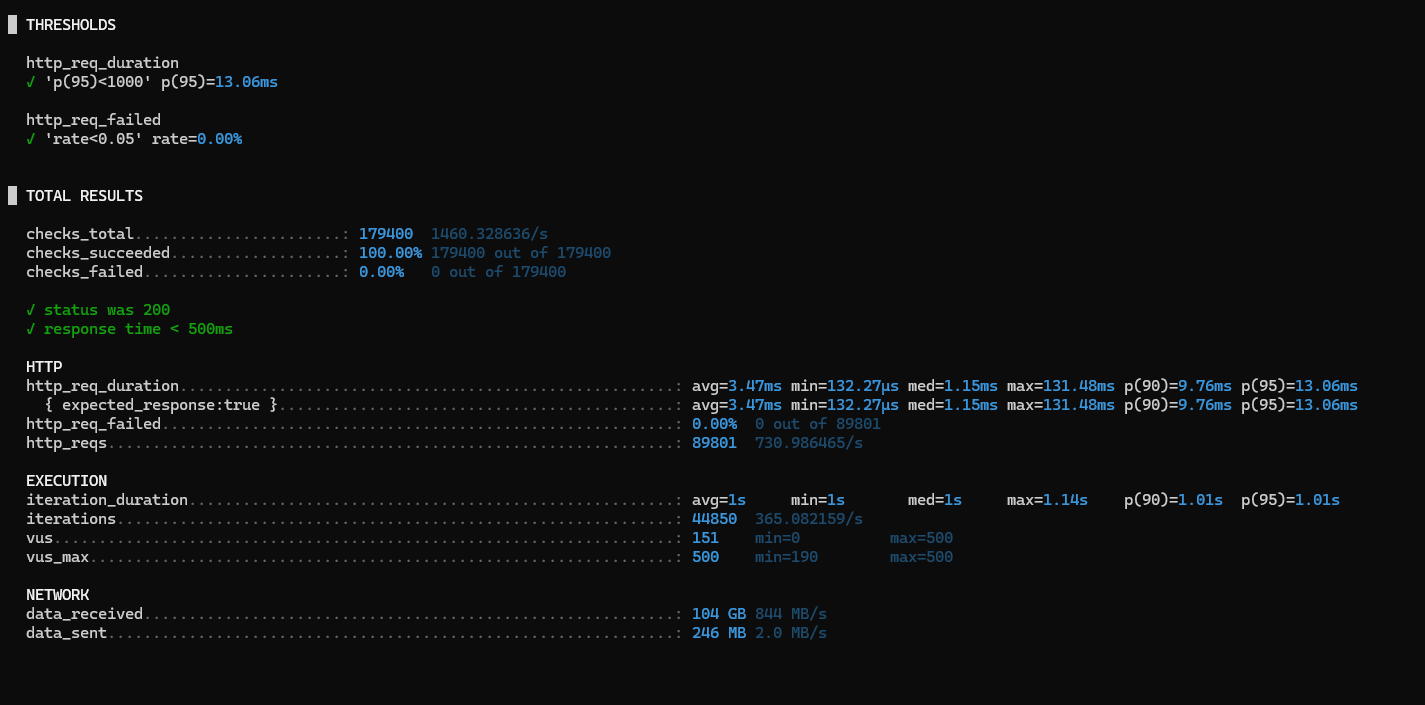 THRESHOLDS
http_req_duration
✓ 'p(95)<1000' p(95)=13.06ms
http_req_failed
✓ 'rate<0.05' rate=0.00%
TOTAL RESULTS
checks_total.......................: 179400 1460.328636/s
checks_succeeded...................: 100.00% 179400 out of 179400
checks_failed......................: 0.00% 0 out of 179400
✓ status was 200
✓ response time < 500ms
HTTP
http_req_duration.......................................................: avg=3.47ms min=132.27µs med=1.15ms max=131.48ms p(90)=9.76ms p(95)=13.06ms
{ expected_response:true }............................................: avg=3.47ms min=132.27µs med=1.15ms max=131.48ms p(90)=9.76ms p(95)=13.06ms
http_req_failed.........................................................: 0.00% 0 out of 89801
http_reqs...............................................................: 89801 730.986465/s
EXECUTION
iteration_duration......................................................: avg=1s min=1s med=1s max=1.14s p(90)=1.01s p(95)=1.01s
iterations..............................................................: 44850 365.082159/s
vus.....................................................................: 151 min=0 max=500
vus_max.................................................................: 500 min=190 max=500
NETWORK
data_received...........................................................: 104 GB 844 MB/s
data_sent...............................................................: 246 MB 2.0 MB/s